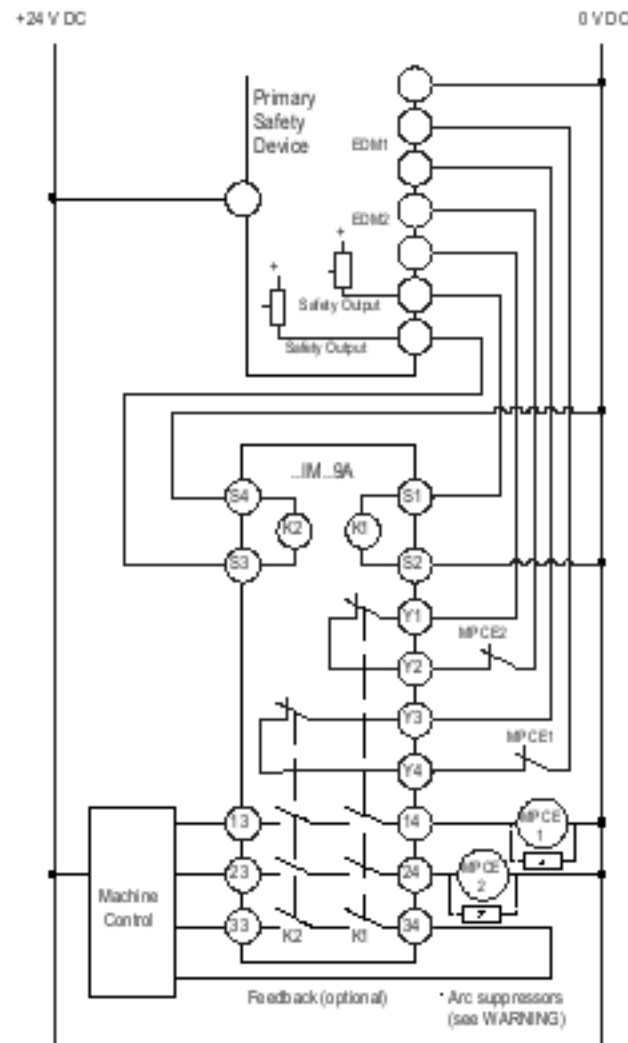 +24 V DC
0 V DC
Primary
Safety
Device
EDM1
EDM2
+
+
Safety Output
Safety Output
...IM...9A
S4
S1
K2
K1
S3
S2
Y1
MPCE2
Y2
Y3
MPCE1
Y4
13
14
MPCE
1
23
24
MPCE
2
Machine
Control
33
K2
K1
34
Feedback (optional)
* Arc suppressors
(see WARNING)